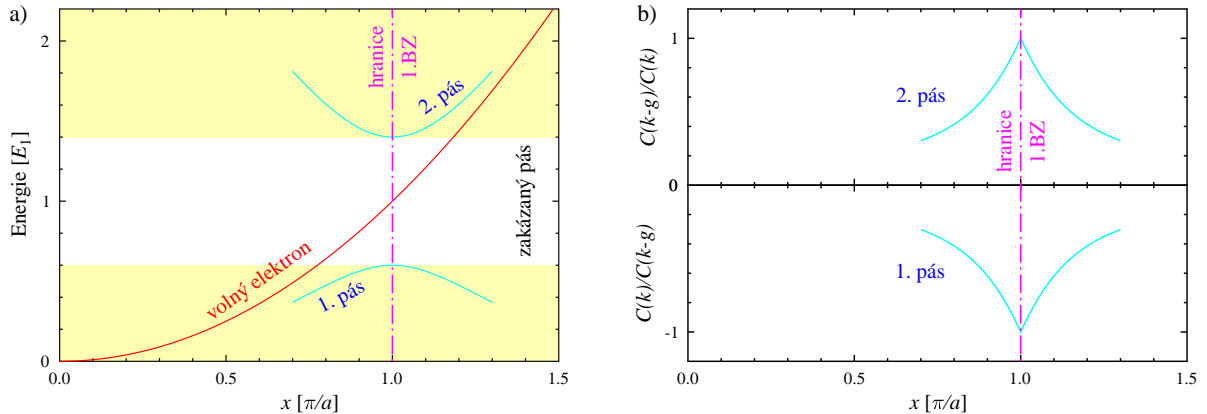 a)
Energie [E₁]
2
1
0
0.0
0.5
1.0
1.5
x [π/a]
hranice
1.BZ
2. pás
volný elektron
1. pás
zakázaný pás
b)
C(k-g)/C(k)
1
0
0
-1
C(k)/C(k-g)
2. pás
hranice
1.BZ
1. pás
0.0
0.5
1.0
1.5
x [π/a]